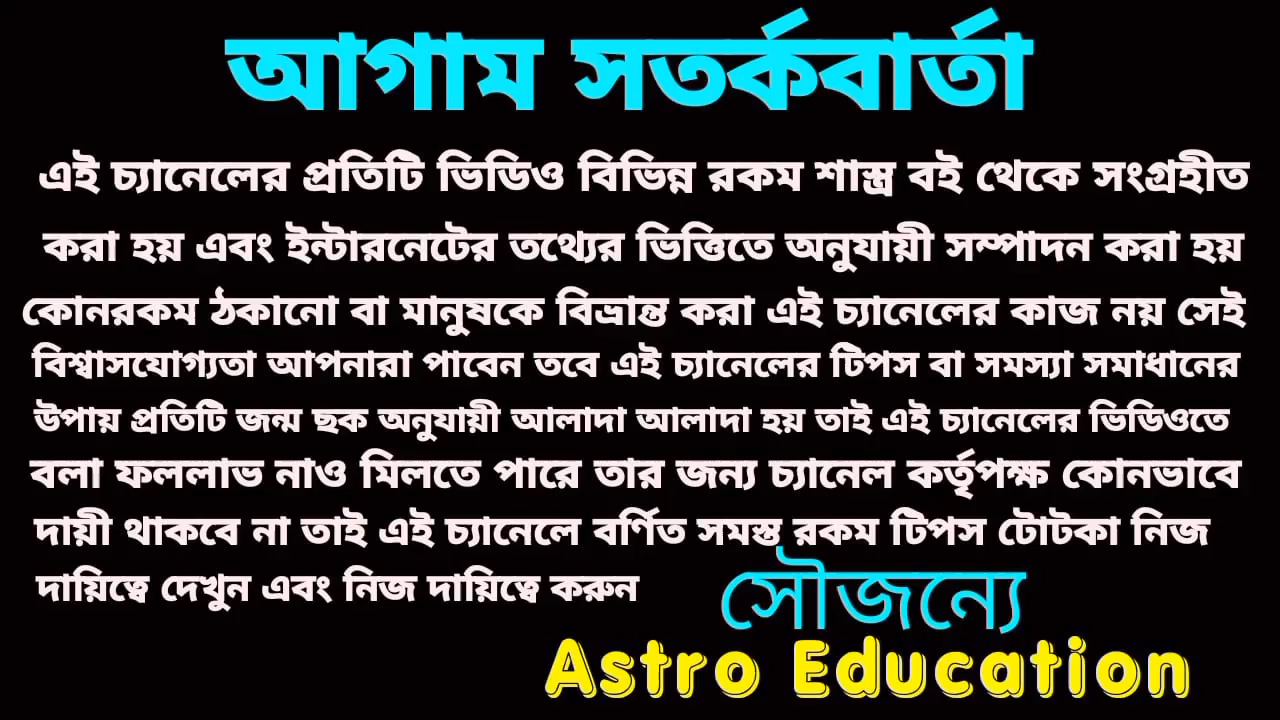 আগাম সতর্কবার্তা
এই চ্যানেলের প্রতিটি ভিডিও বিভিন্ন রকম শাস্ত্র বই থেকে সংগ্রহীত
করা হয় এবং ইন্টারনেটের তথ্যের ভিত্তিতে অনুযায়ী সম্পাদন করা হয়
কোনরকম ঠকানো বা মানুষকে বিভ্রান্ত করা এই চ্যানেলের কাজ নয় সেই
বিশ্বাসযোগ্যতা আপনারা পাবেন তবে এই চ্যানেলের টিপস বা সমস্যা সমাধানের
উপায় প্রতিটি জন্ম ছক অনুযায়ী আলাদা আলাদা হয় তাই এই চ্যানেলের ভিডিওতে
বলা ফললাভ নাও মিলতে পারে তার জন্য চ্যানেল কর্তৃপক্ষ কোনভাবে
দায়ী থাকবে না তাই এই চ্যানেলে বর্ণিত সমস্ত রকম টিপস টোটকা নিজ
দায়িত্বে দেখুন এবং নিজ দায়িত্বে করুন
সৌজন্যে
Astro Education